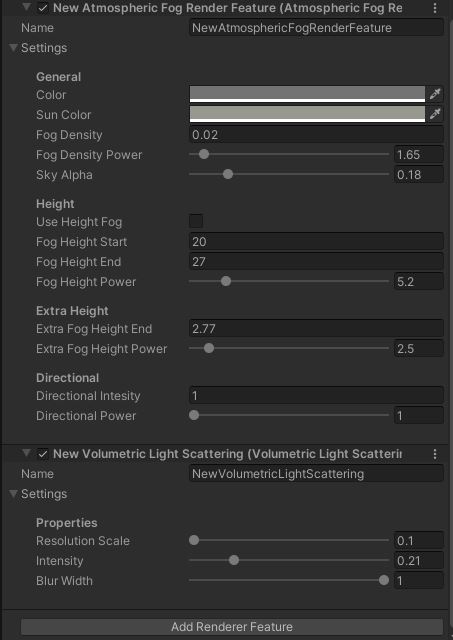 New Atmospheric Fog Render Feature (Atmospheric Fog Re
Name NewAtmosphericFogRenderFeature
Settings
General
Color
Sun Color
Fog Density 0.02
Fog Density Power 1.65
Sky Alpha 0.18
Height
Use Height Fog
Fog Height Start 20
Fog Height End 27
Fog Height Power 5.2
Extra Height
Extra Fog Height End 2.77
Extra Fog Height Power 2.5
Directional
Directional Intesity 1
Directional Power 1
New Volumetric Light Scattering (Volumetric Light Scatterin
Name NewVolumetricLightScattering
Settings
Properties
Resolution Scale 0.1
Intensity 0.21
Blur Width 1
Add Renderer Feature